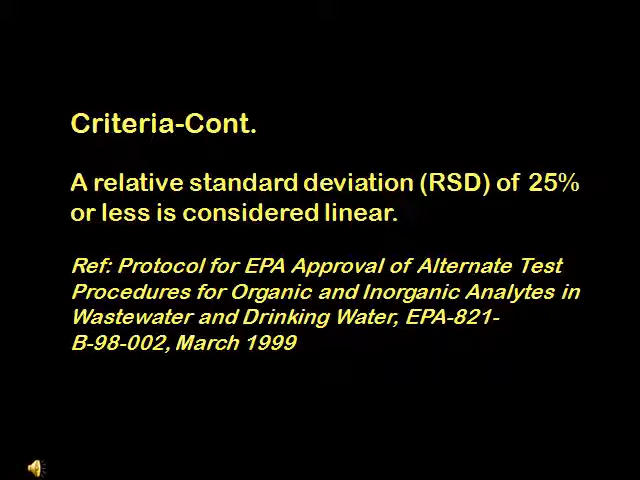 Criteria-Cont.
A relative standard deviation (RSD) of 25%
or less is considered linear.
Ref: Protocol for EPA Approval of Alternate Test
Procedures for Organic and Inorganic Analytes in
Wastewater and Drinking Water, EPA-821-
B-98-002, March 1999